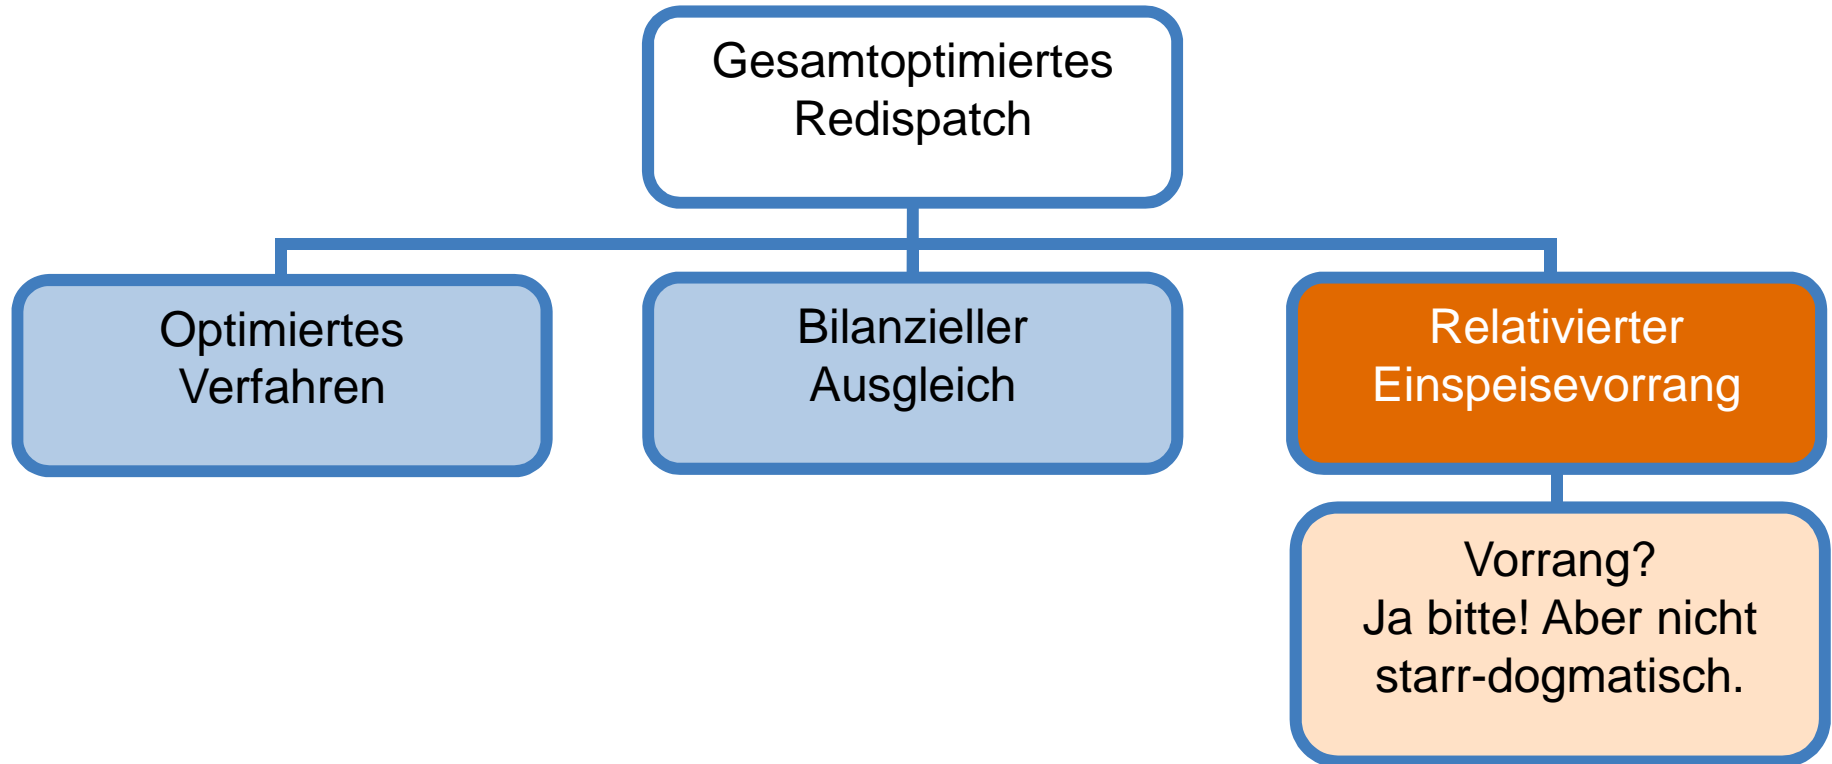 Gesamtoptimiertes
Redispatch
Optimiertes
Verfahren
Bilanzieller
Ausgleich
Relativierter
Einspeisevorrang
Vorrang?
Ja bitte! Aber nicht
starr-dogmatisch.